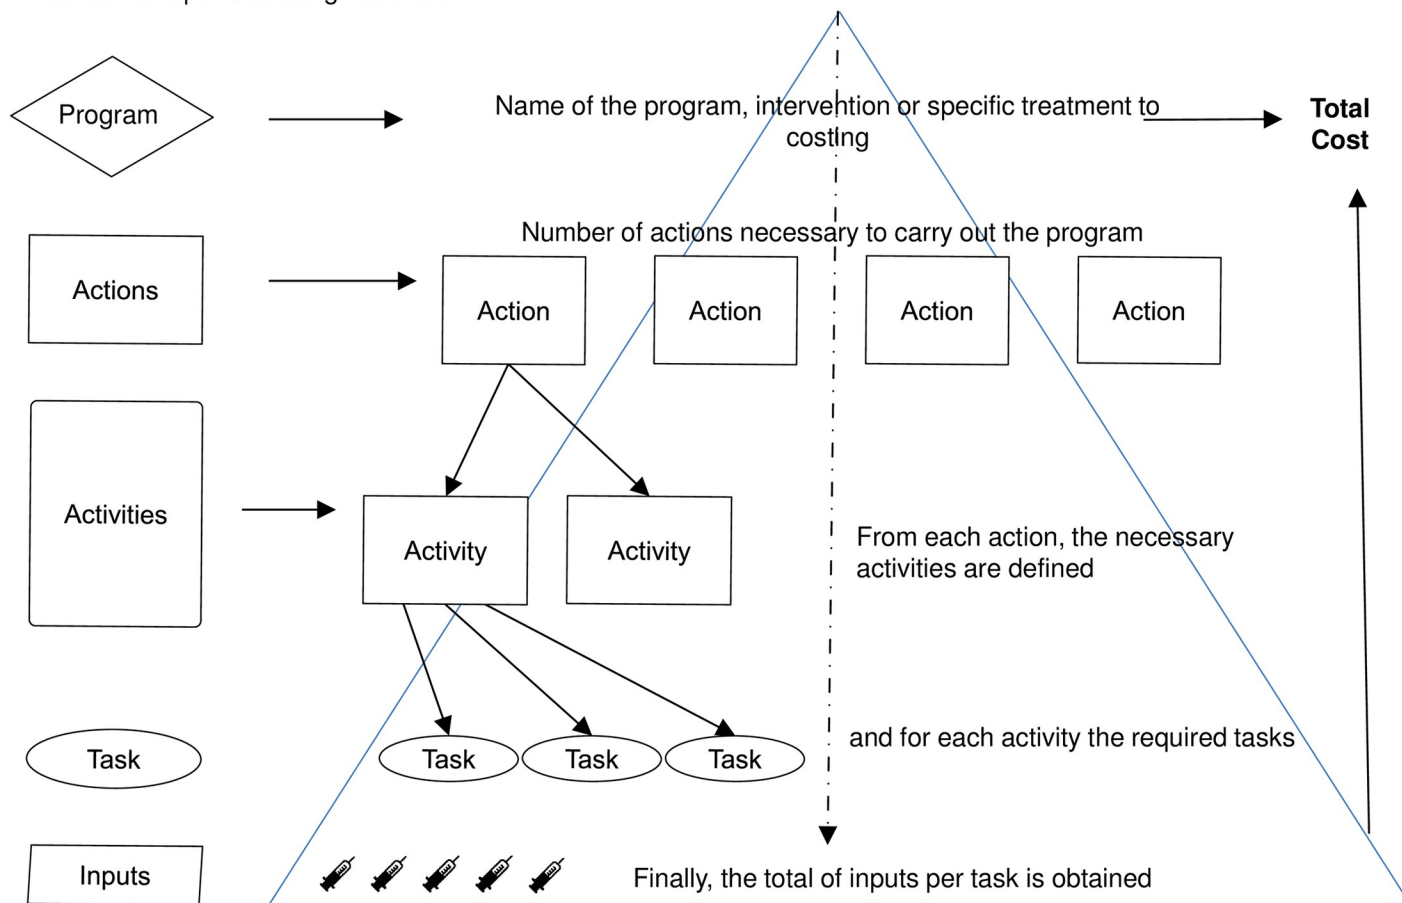 Program
Name of the program, intervention or specific treatment to
costing
Total
Cost
Number of actions necessary to carry out the program
Actions
Action
Action
Action
Action
Activities
Activity
Activity
From each action, the necessary
activities are defined
Task
Task
Task
Task
and for each activity the required tasks
Inputs
Finally, the total of inputs per task is obtained